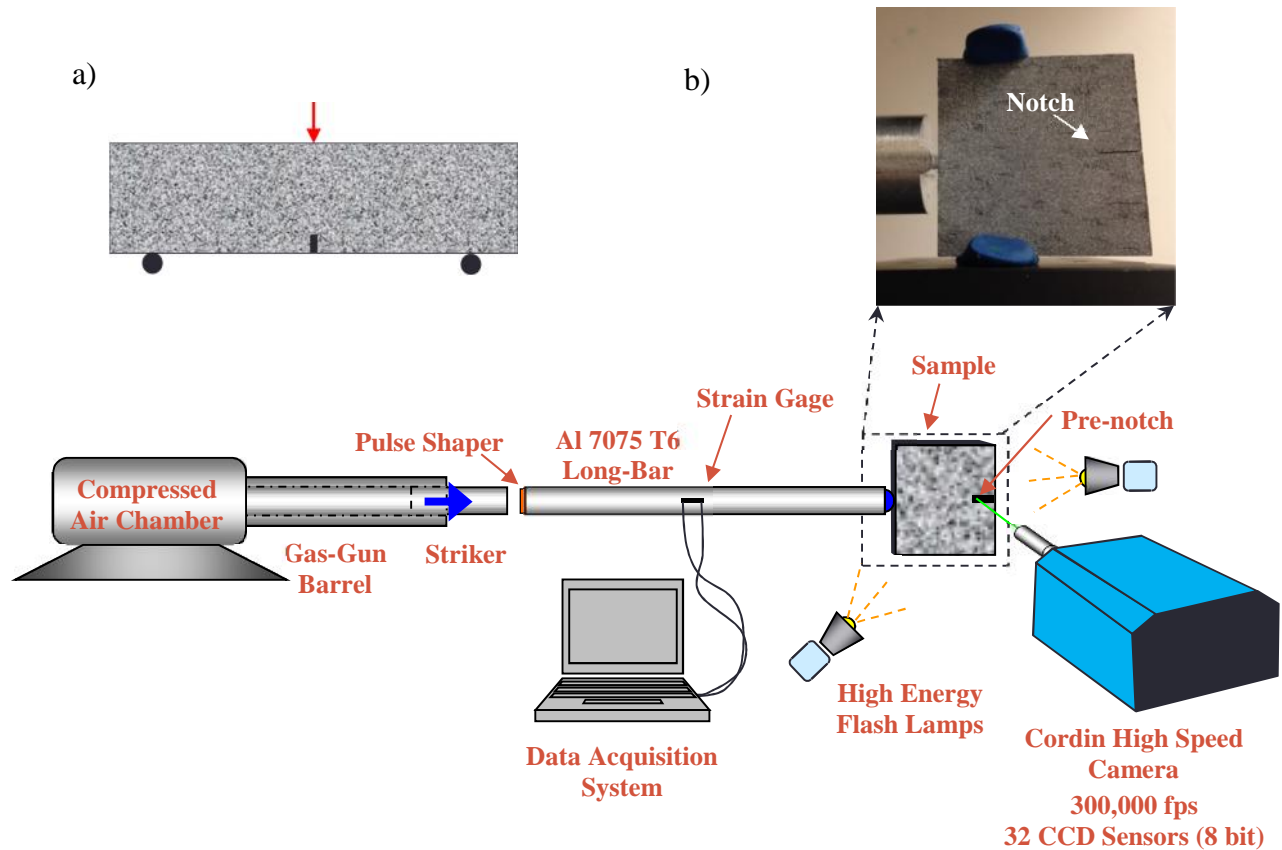 a)
b)
Notch
Sample
Strain Gage
Pre-notch
Pulse Shaper
Al 7075 T6
Long-Bar
Compressed
Air Chamber
Gas-Gun
Barrel
Striker
High Energy
Flash Lamps
Data Acquisition
System
Cordin High Speed
Camera
300,000 fps
32 CCD Sensors (8 bit)